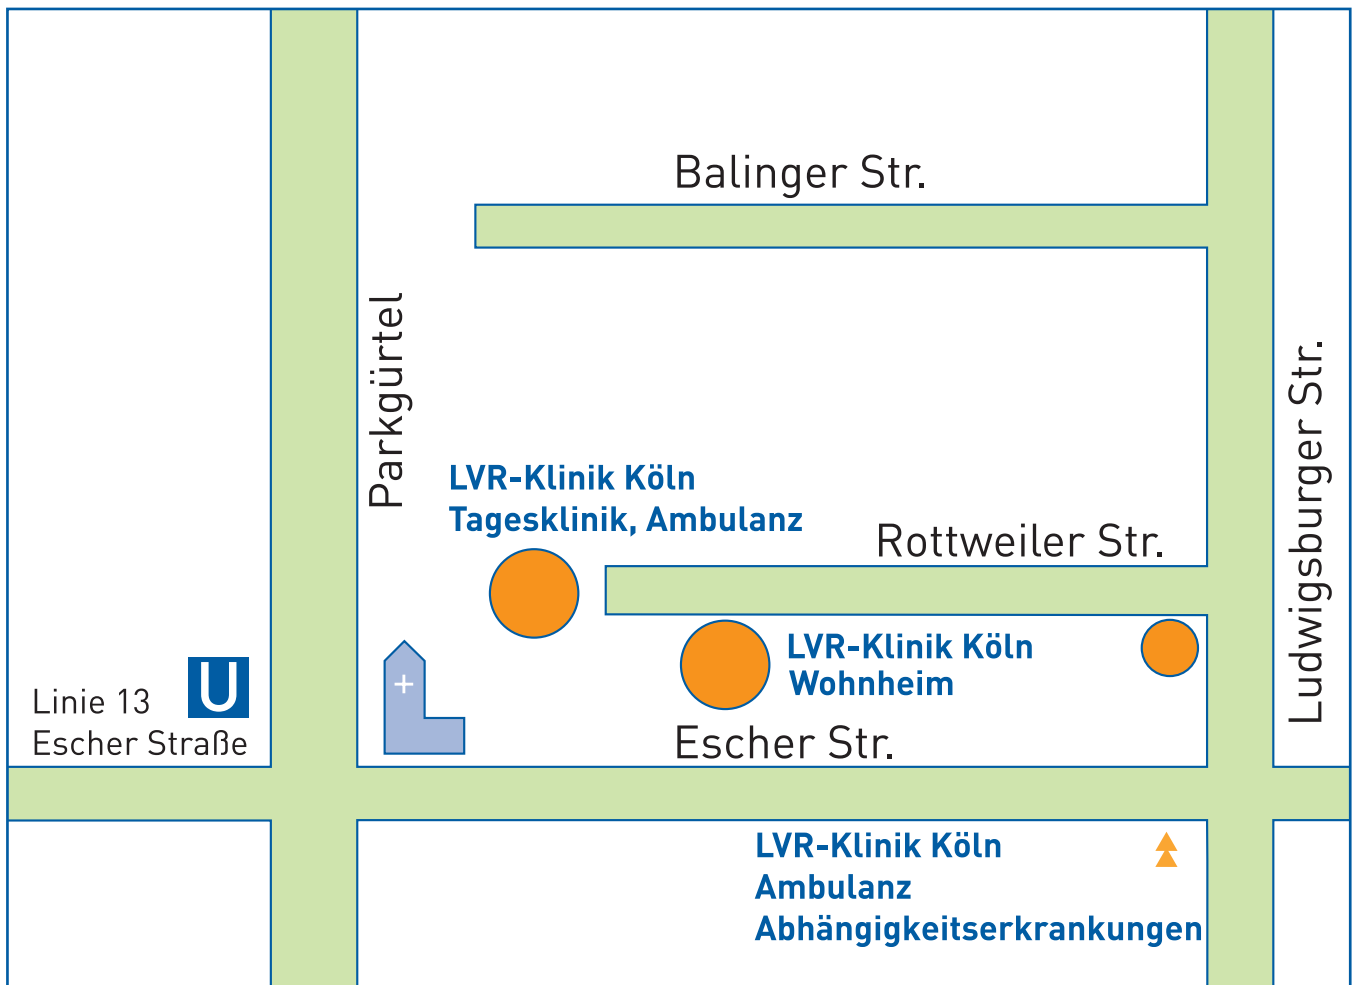 Balinger Str.
Parkgürtel
LVR-Klinik Köln
Tagesklinik, Ambulanz
Rottweiler Str.
Ludwigsburger Str.
LVR-Klinik Köln
Wohnheim
U
Linie 13
Escher Straße
Escher Str.
LVR-Klinik Köln
Ambulanz
Abhängigkeitserkrankungen